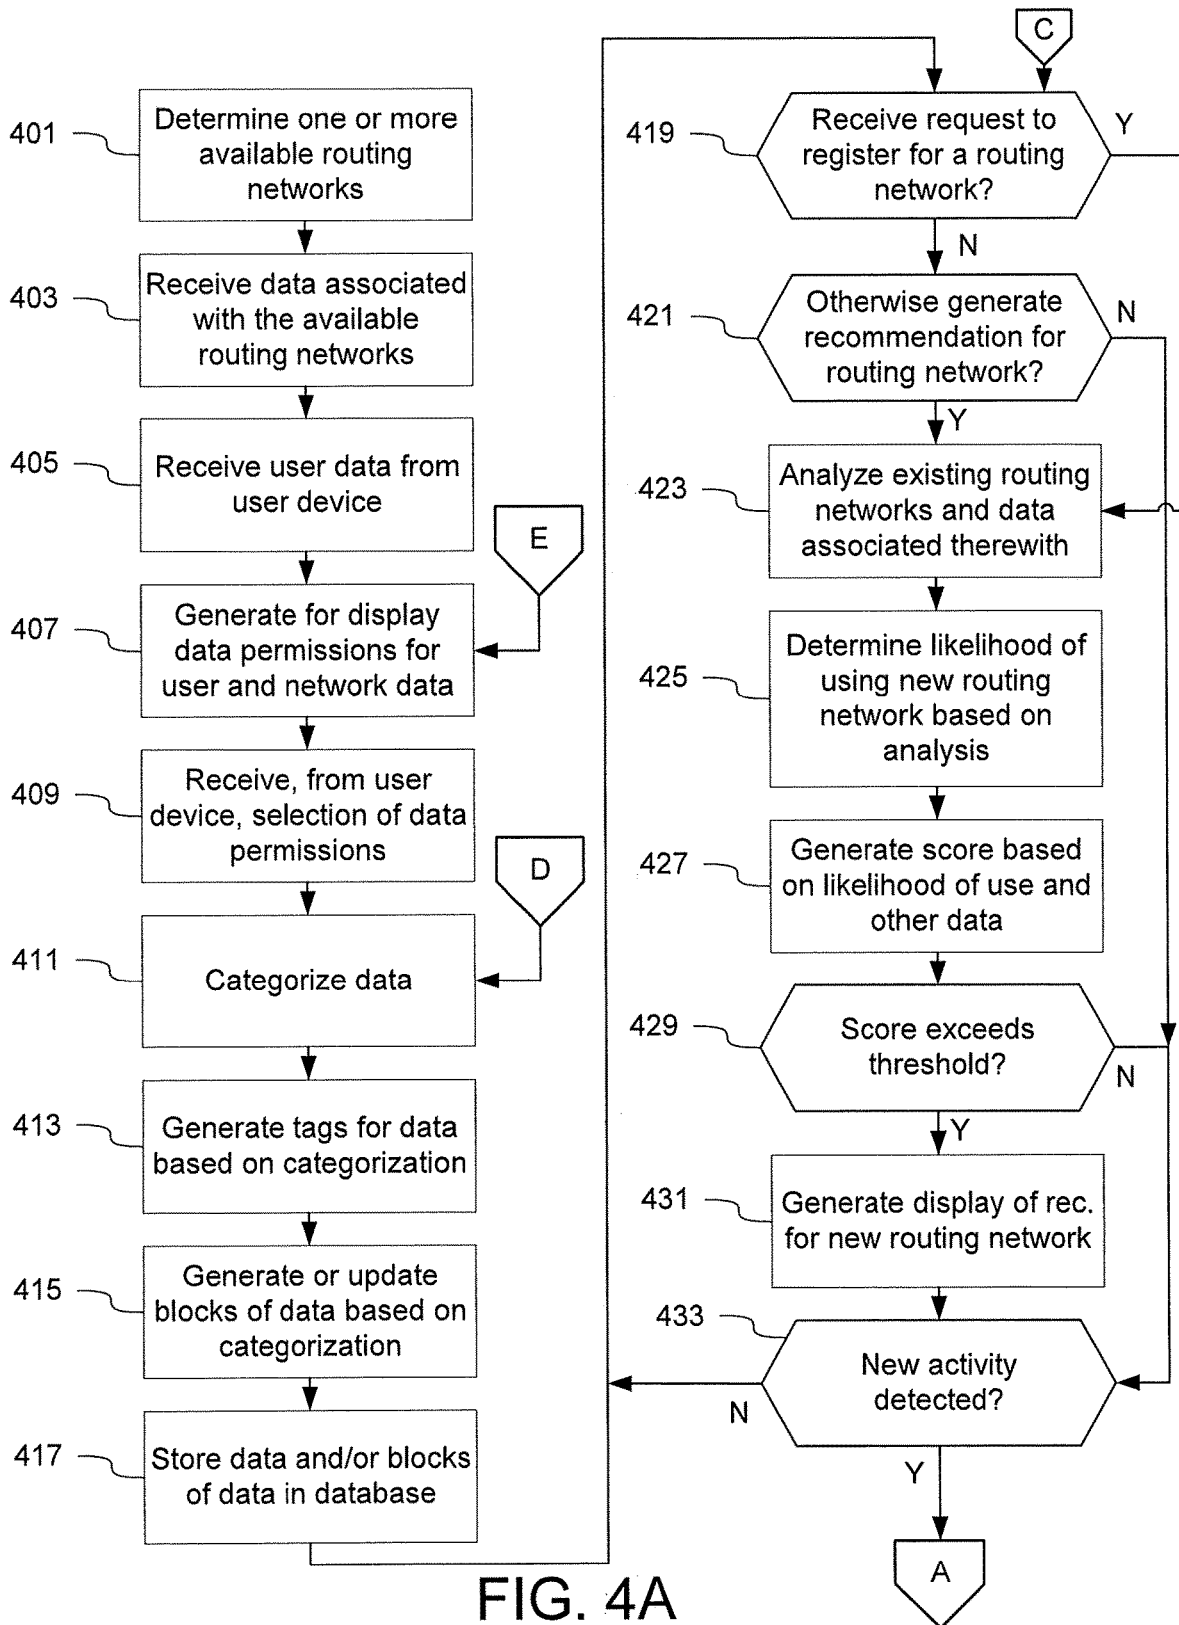 401
Determine one or more
available routing
networks
403
Receive data associated
with the available
routing networks
405
Receive user data from
user device
E
407
Generate for display
data permissions for
user and network data
409
Receive, from user
device, selection of data
permissions
D
411
Categorize data
413
Generate tags for data
based on categorization
415
Generate or update
blocks of data based on
categorization
417
Store data and/or blocks
of data in database
C
419
Receive request to
register for a routing
network?
Y
N
421
Otherwise generate
recommendation for
routing network?
N
Y
423
Analyze existing routing
networks and data
associated therewith
425
Determine likelihood of
using new routing
network based on
analysis
427
Generate score based
on likelihood of use and
other data
429
Score exceeds
threshold?
N
Y
431
Generate display of rec.
for new routing network
433
New activity
detected?
N
Y
A
FIG. 4A